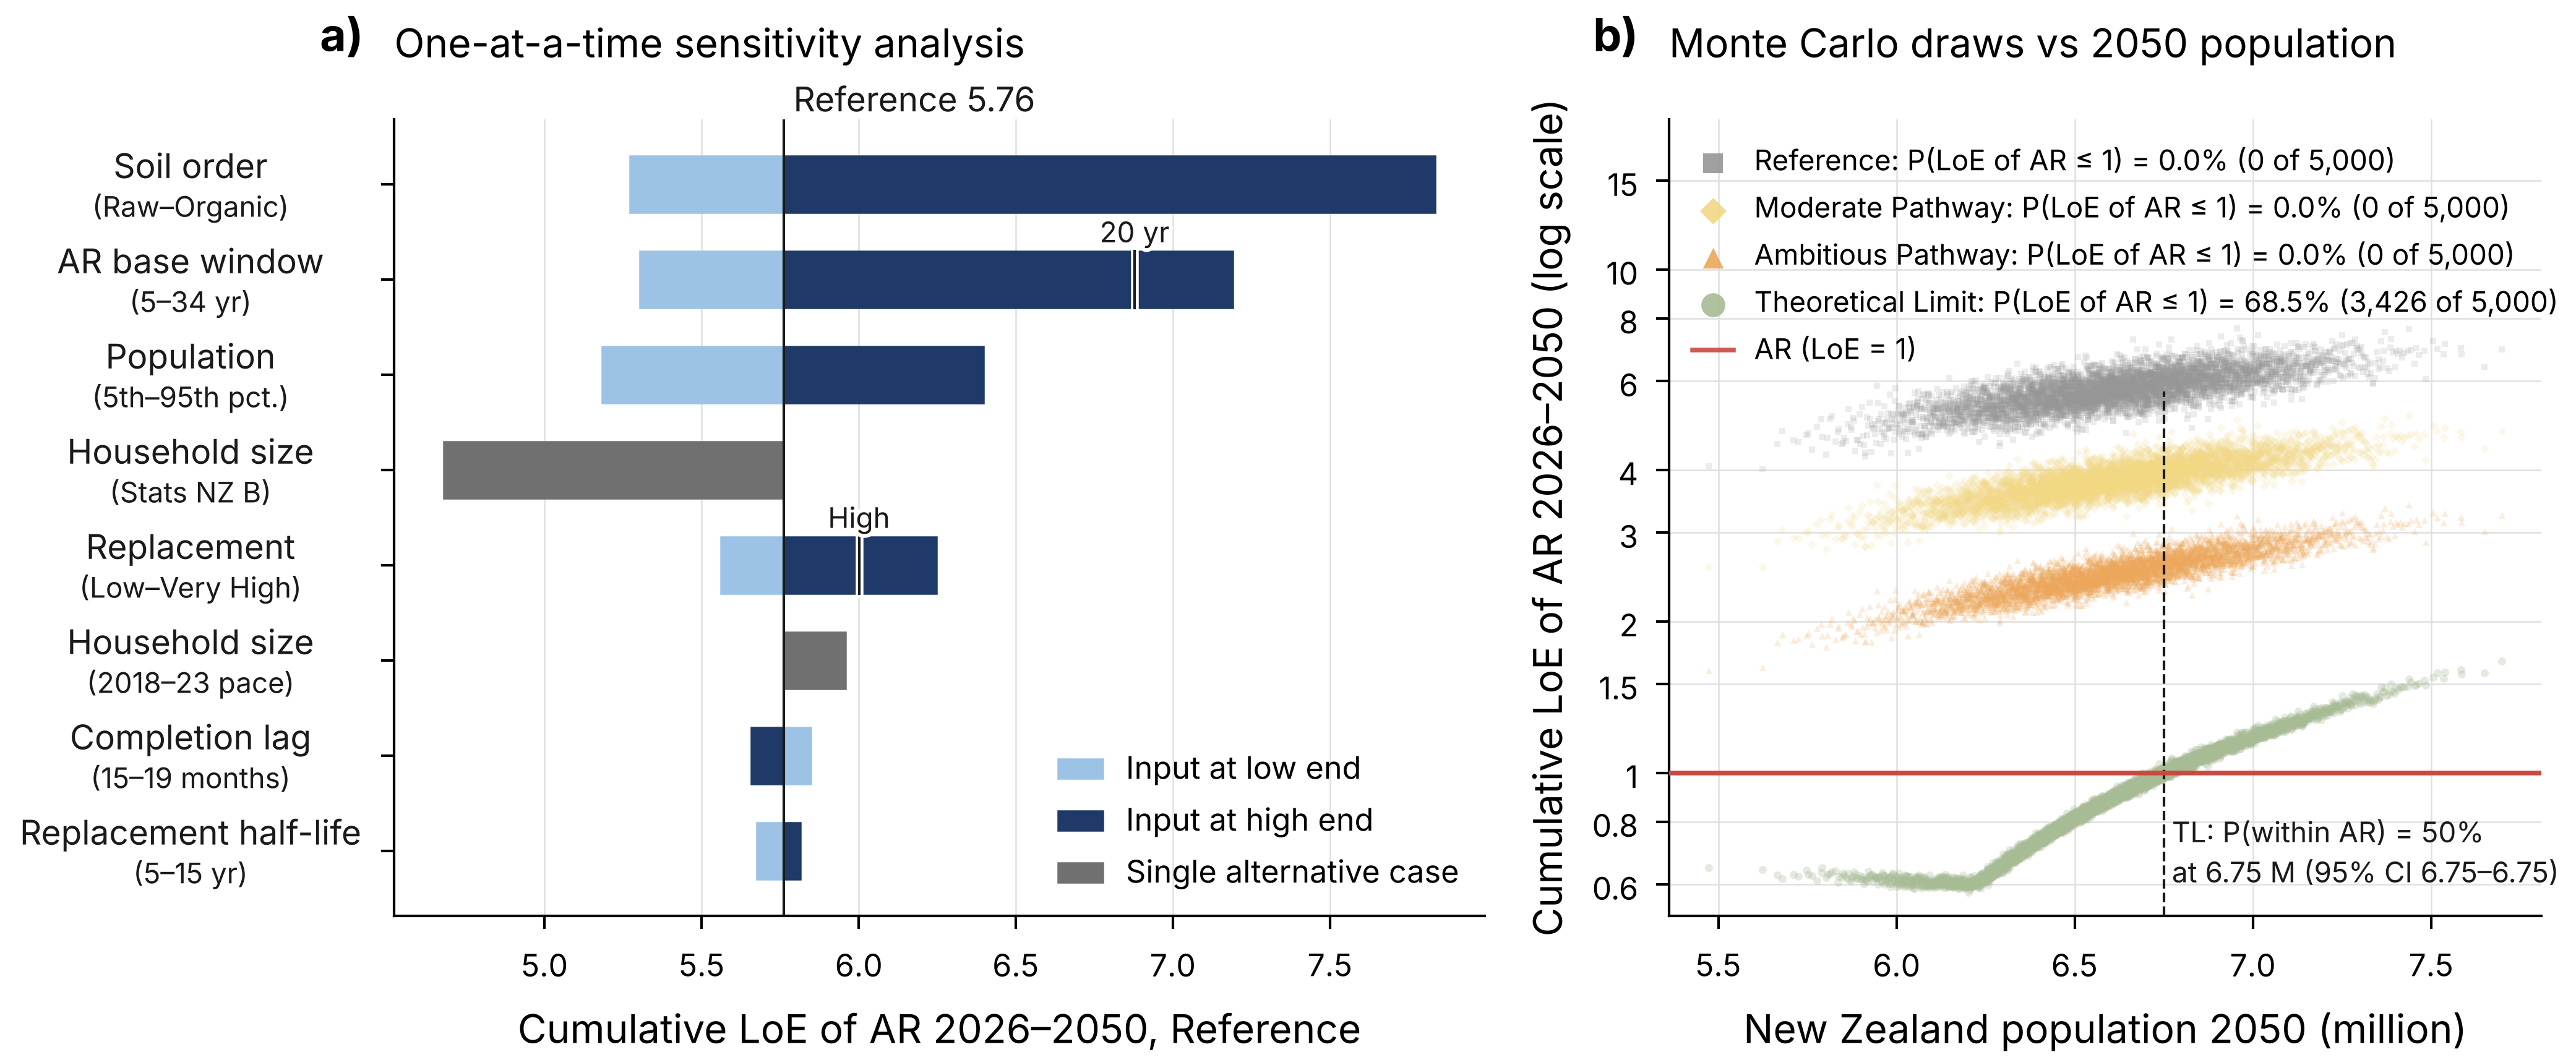 a) One-at-a-time sensitivity analysis
Reference 5.76
Soil order
(Raw–Organic)
AR base window
(5–34 yr)
Population
(5th–95th pct.)
Household size
(Stats NZ B)
Replacement
(Low–Very High)
Household size
(2018–23 pace)
Completion lag
(15–19 months)
Replacement half-life
(5–15 yr)
20 yr
High
Input at low end
Input at high end
Single alternative case
5.0 5.5 6.0 6.5 7.0 7.5
Cumulative LoE of AR 2026–2050, Reference
b) Monte Carlo draws vs 2050 population
Cumulative LoE of AR 2026–2050 (log scale)
15
10
8
6
4
3
2
1.5
1
0.8
0.6
Reference: P(LoE of AR ≤ 1) = 0.0% (0 of 5,000)
Moderate Pathway: P(LoE of AR ≤ 1) = 0.0% (0 of 5,000)
Ambitious Pathway: P(LoE of AR ≤ 1) = 0.0% (0 of 5,000)
Theoretical Limit: P(LoE of AR ≤ 1) = 68.5% (3,426 of 5,000)
AR (LoE = 1)
TL: P(within AR) = 50%
at 6.75 M (95% CI 6.75–6.75)
5.5 6.0 6.5 7.0 7.5
New Zealand population 2050 (million)